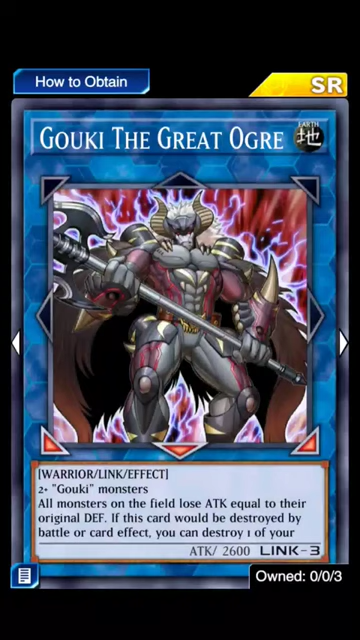 How to Obtain
SR
GOUKI THE GREAT OGRE
EARTH
地
[WARRIOR/LINK/EFFECT]
2+ "Gouki" monsters
All monsters on the field lose ATK equal to their
original DEF. If this card would be destroyed by
battle or card effect, you can destroy 1 of your
ATK/ 2600 LINK-3
Owned: 0/0/3